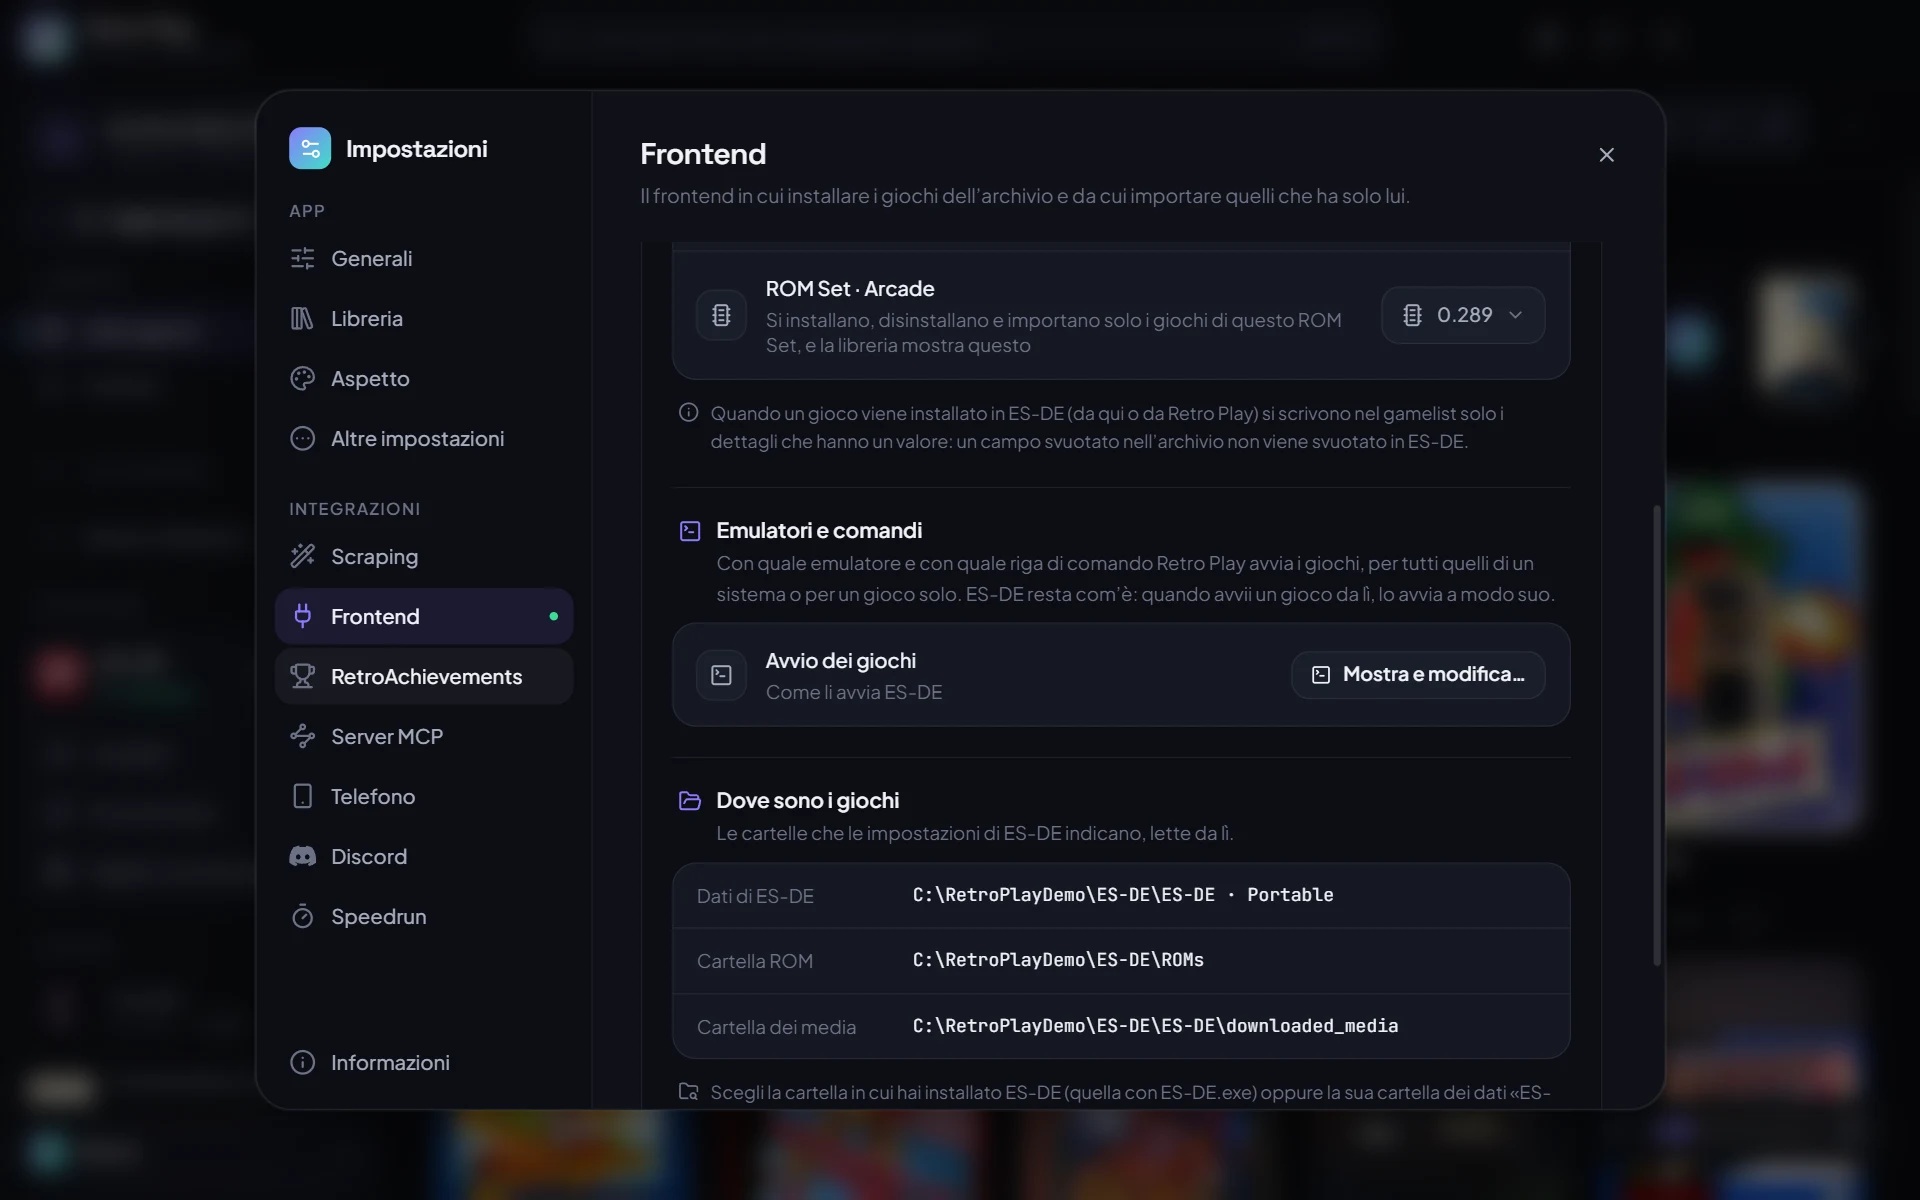 Impostazioni
APP
Generali
Libreria
Aspetto
Altre impostazioni
INTEGRAZIONI
Scraping
Frontend
RetroAchievements
Server MCP
Telefono
Discord
Speedrun
Informazioni
Frontend
Il frontend in cui installare i giochi dell’archivio e da cui importare quelli che ha solo lui.
ROM Set · Arcade
Si installano, disinstallano e importano solo i giochi di questo ROM
Set, e la libreria mostra questo
0.289
Quando un gioco viene installato in ES-DE (da qui o da Retro Play) si scrivono nel gamelist solo i
dettagli che hanno un valore: un campo svuotato nell’archivio non viene svuotato in ES-DE.
Emulatori e comandi
Con quale emulatore e con quale riga di comando Retro Play avvia i giochi, per tutti quelli di un
sistema o per un gioco solo. ES-DE resta com’è: quando avvii un gioco da lì, lo avvia a modo suo.
Avvio dei giochi
Come li avvia ES-DE
Mostra e modifica…
Dove sono i giochi
Le cartelle che le impostazioni di ES-DE indicano, lette da lì.
Dati di ES-DE
C:\RetroPlayDemo\ES-DE\ES-DE · Portable
Cartella ROM
C:\RetroPlayDemo\ES-DE\ROMs
Cartella dei media
C:\RetroPlayDemo\ES-DE\ES-DE\downloaded_media
Scegli la cartella in cui hai installato ES-DE (quella con ES-DE.exe) oppure la sua cartella dei dati «ES-